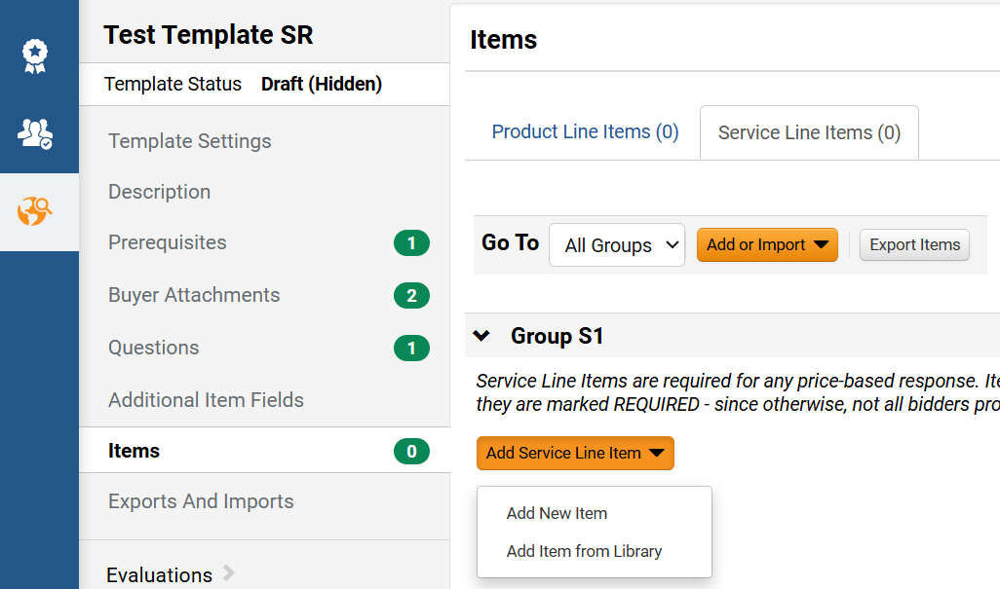 Test Template SR
Template Status Draft (Hidden)
Template Settings
Description
Prerequisites 1
Buyer Attachments 2
Questions 1
Additional Item Fields
Items 0
Exports And Imports
Evaluations
Items
Product Line Items (0) Service Line Items (0)
Go To All Groups Add or Import Export Items
Group S1
Service Line Items are required for any price-based response.
they are marked REQUIRED - since otherwise, not all bidders
Add Service Line Item
Add New Item
Add Item from Library